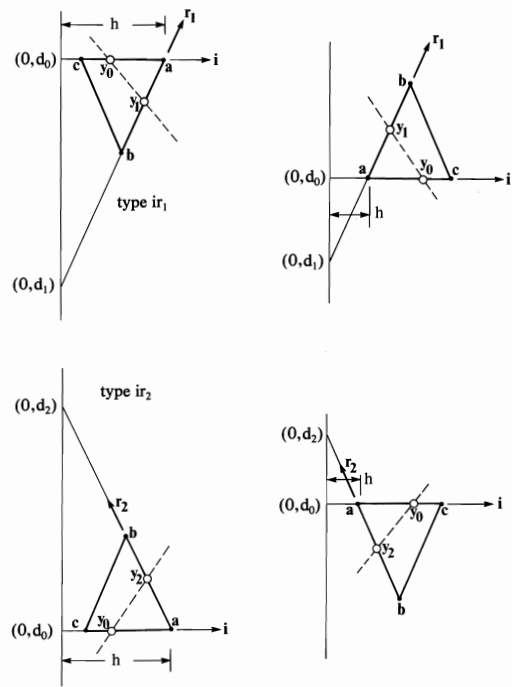 h
r₁
(0,d₀)
c
y₀
a
i
y₁
b
type ir₁
(0,d₁)
r₁
b
y₁
a
y₀
c
(0,d₀)
i
h
(0,d₁)
type ir₂
(0,d₂)
r₂
b
y₂
c
y₀
a
(0,d₀)
i
h
(0,d₂)
r₂
h
(0,d₀)
a
y₀
c
i
y₂
b